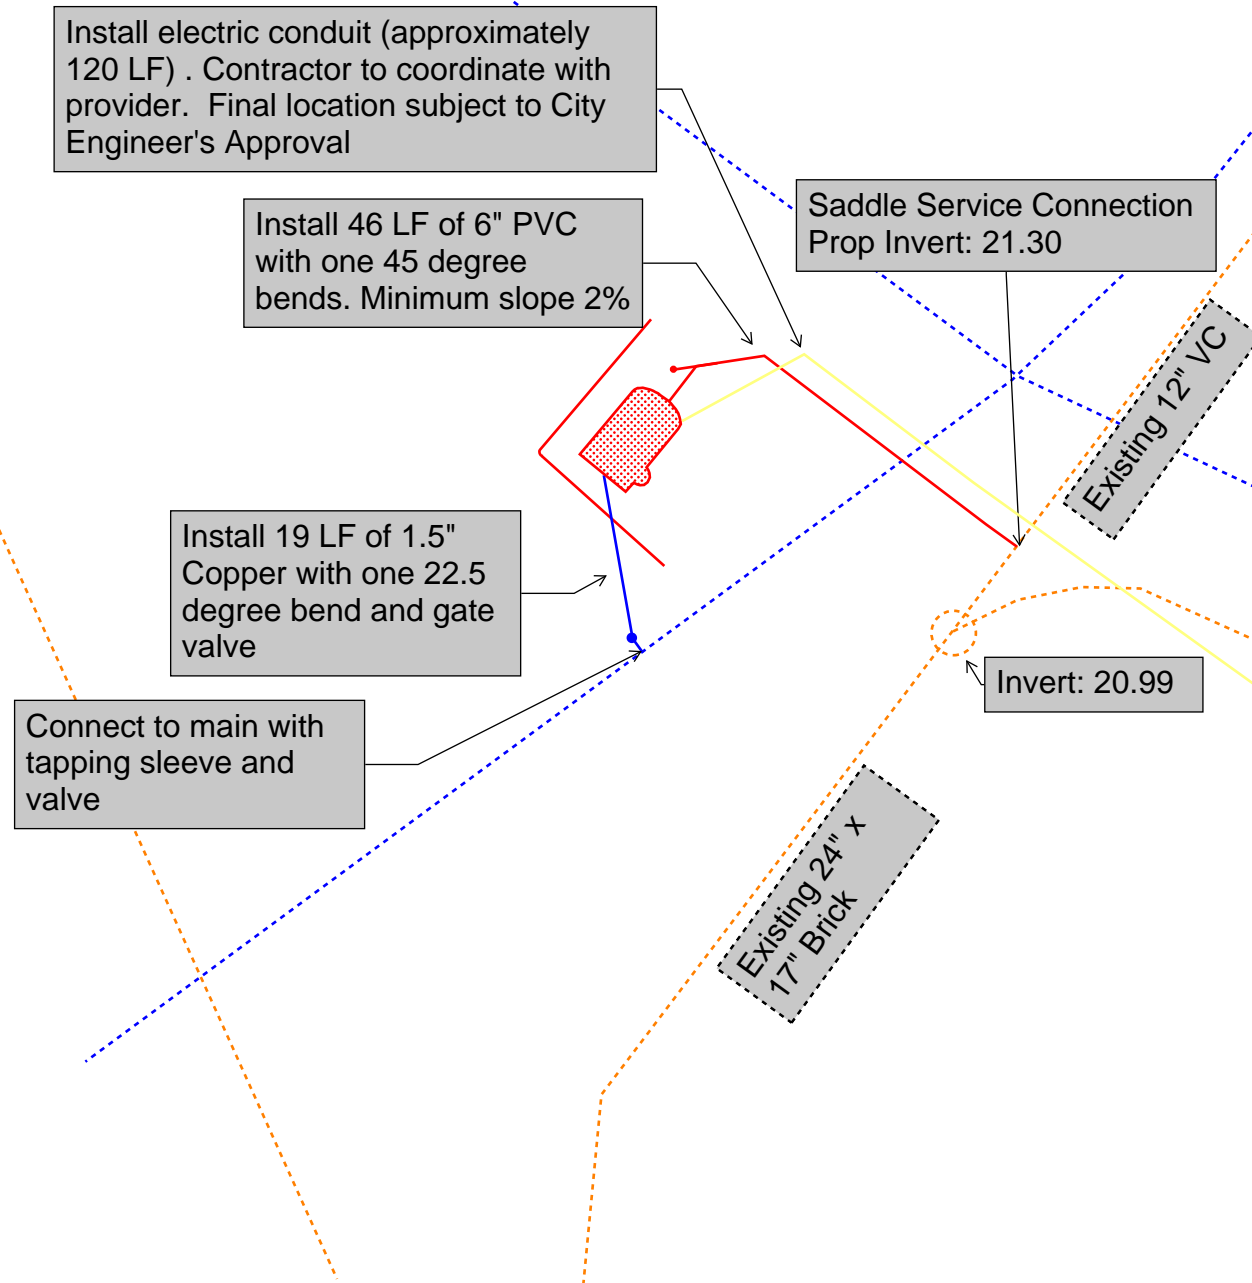 Install electric conduit (approximately
120 LF) . Contractor to coordinate with
provider.  Final location subject to City
Engineer's Approval
Install 46 LF of 6" PVC
with one 45 degree
bends. Minimum slope 2%
Saddle Service Connection
Prop Invert: 21.30
Existing 12" VC
Install 19 LF of 1.5"
Copper with one 22.5
degree bend and gate
valve
Invert: 20.99
Connect to main with
tapping sleeve and
valve
Existing 24" x
17" Brick